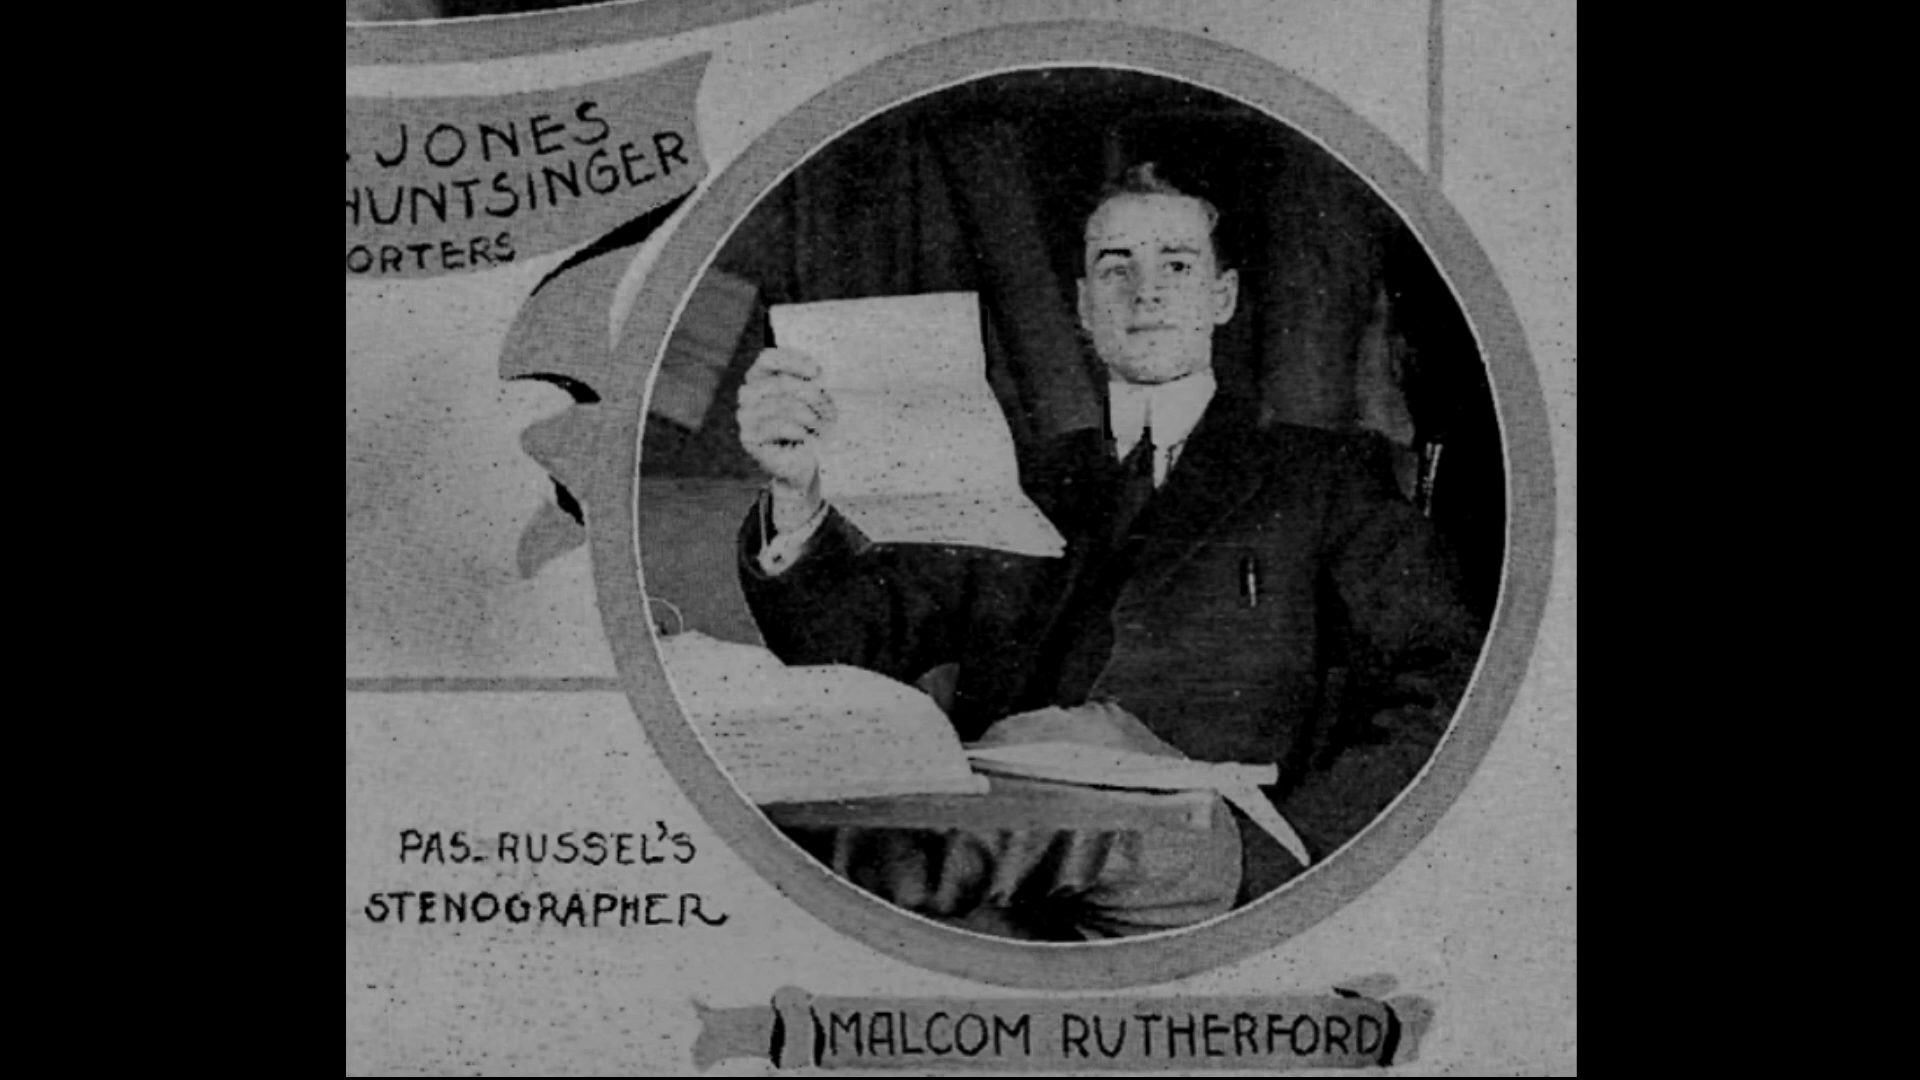 . JONES
HUNTSINGER
ORTERS
PAS. RUSSEL'S
STENOGRAPHER
MALCOM RUTHERFORD